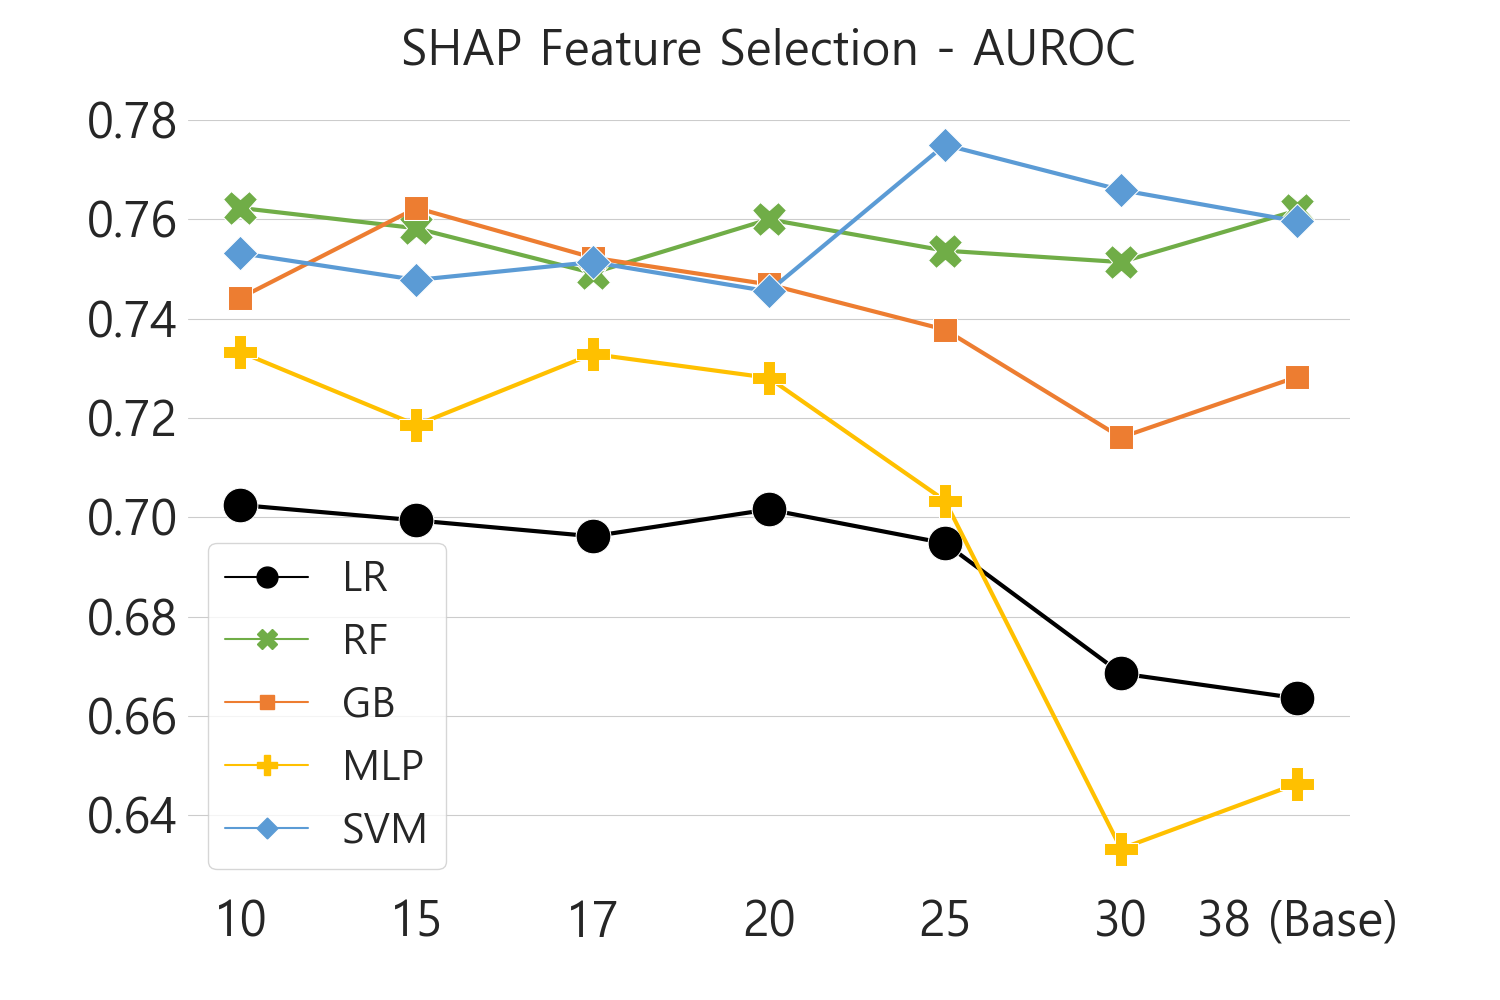 SHAP Feature Selection - AUROC
0.78
0.76
0.74
0.72
0.70
0.68
0.66
0.64
LR
RF
GB
MLP
SVM
10 15 17 20 25 30 38 (Base)